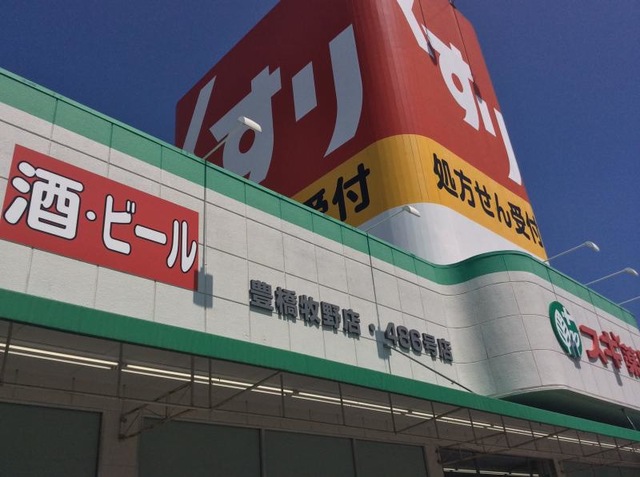 くすり
くすり
受付
処方せん受付
酒・ビール
豊橋牧野店・486号店
スギ薬